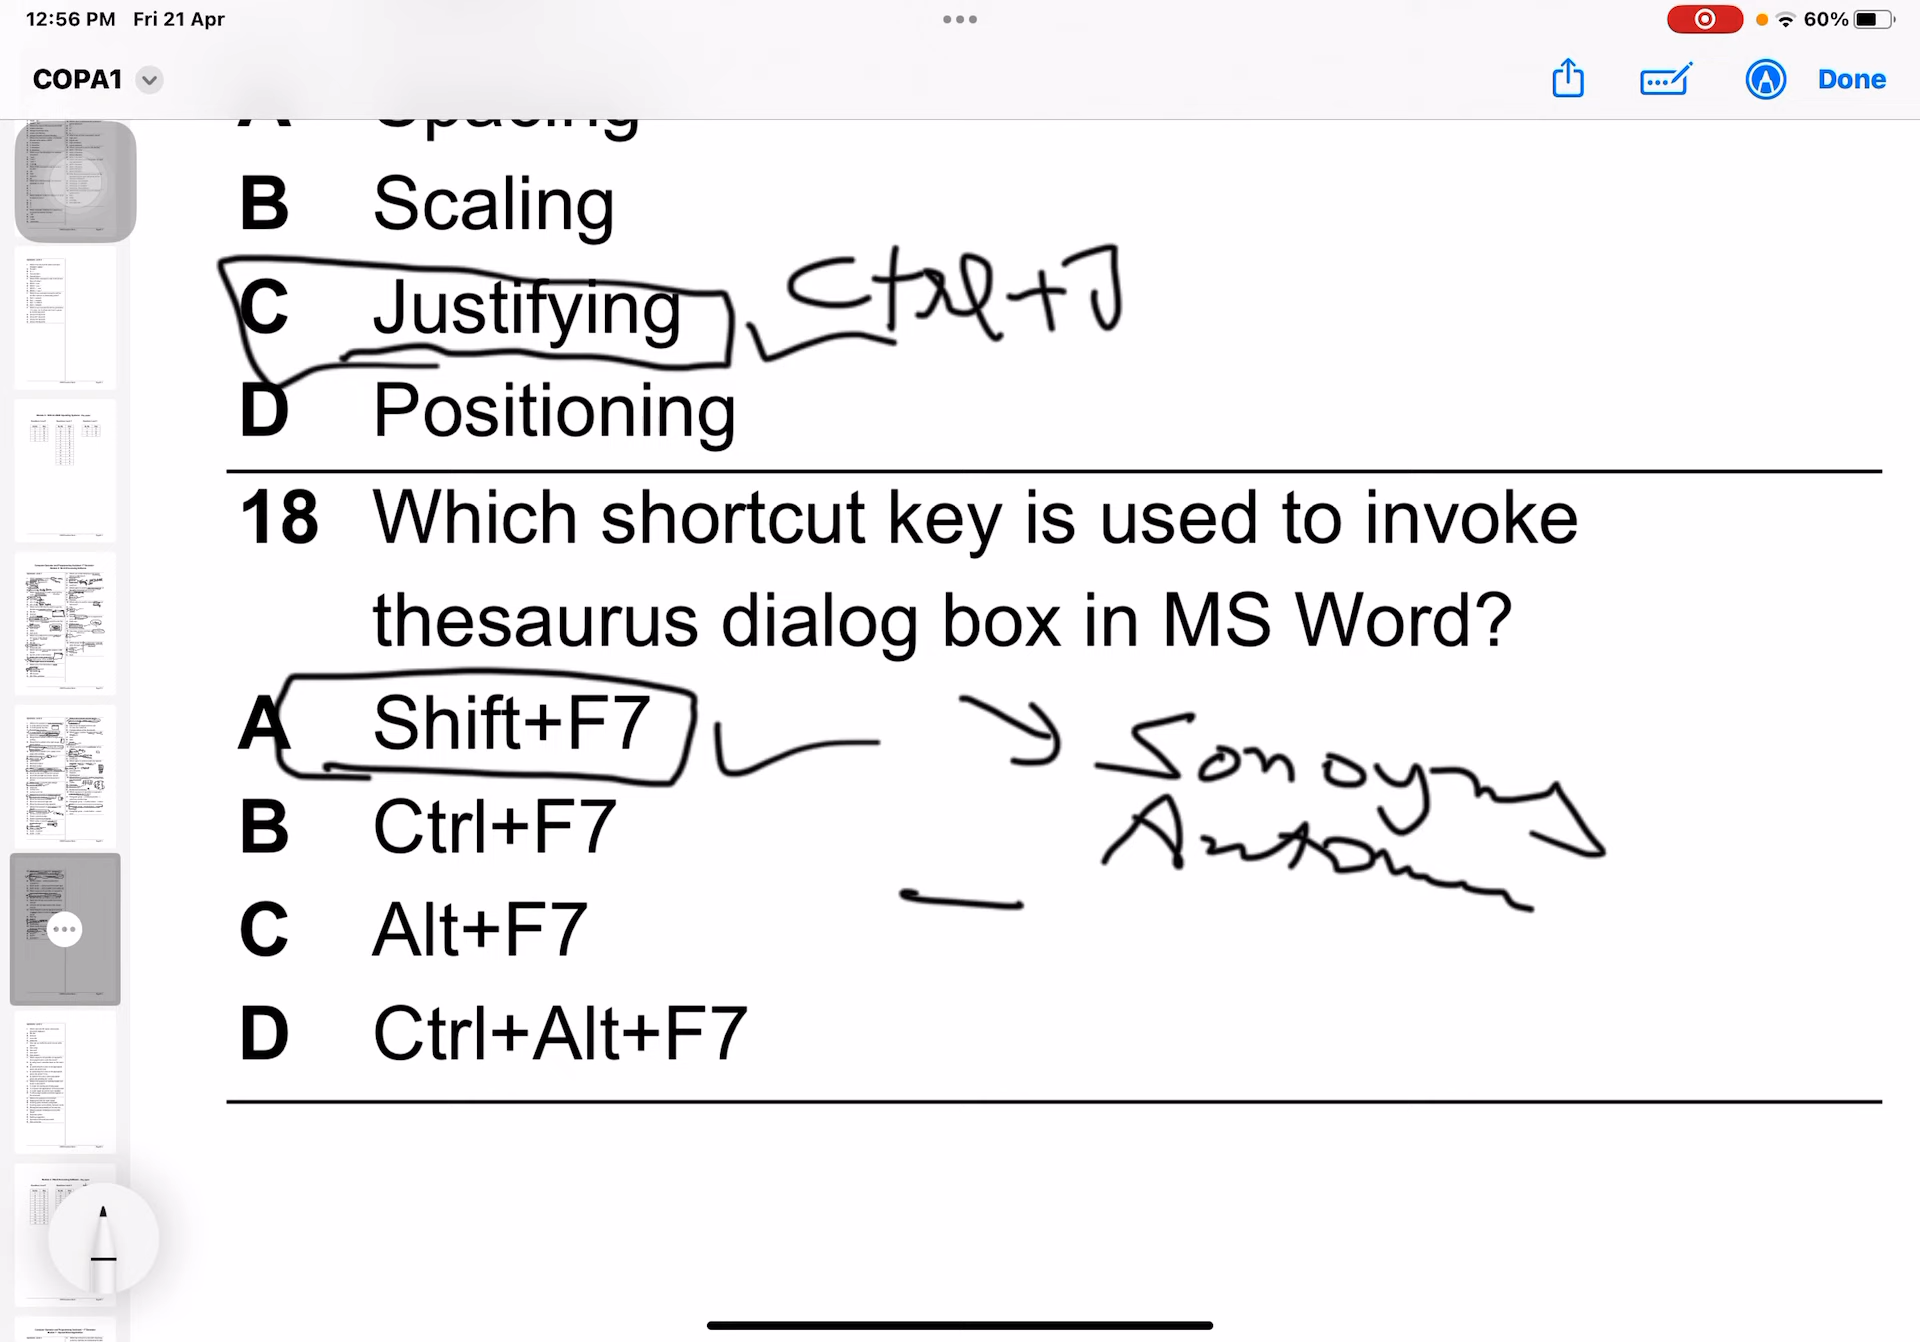 12:56 PM Fri 21 Apr
60%
COPA1
Done
A Spacing
B Scaling
C Justifying Ctrl+J
D Positioning
18 Which shortcut key is used to invoke
thesaurus dialog box in MS Word?
A Shift+F7
Sonoym
B Ctrl+F7
C Alt+F7
D Ctrl+Alt+F7